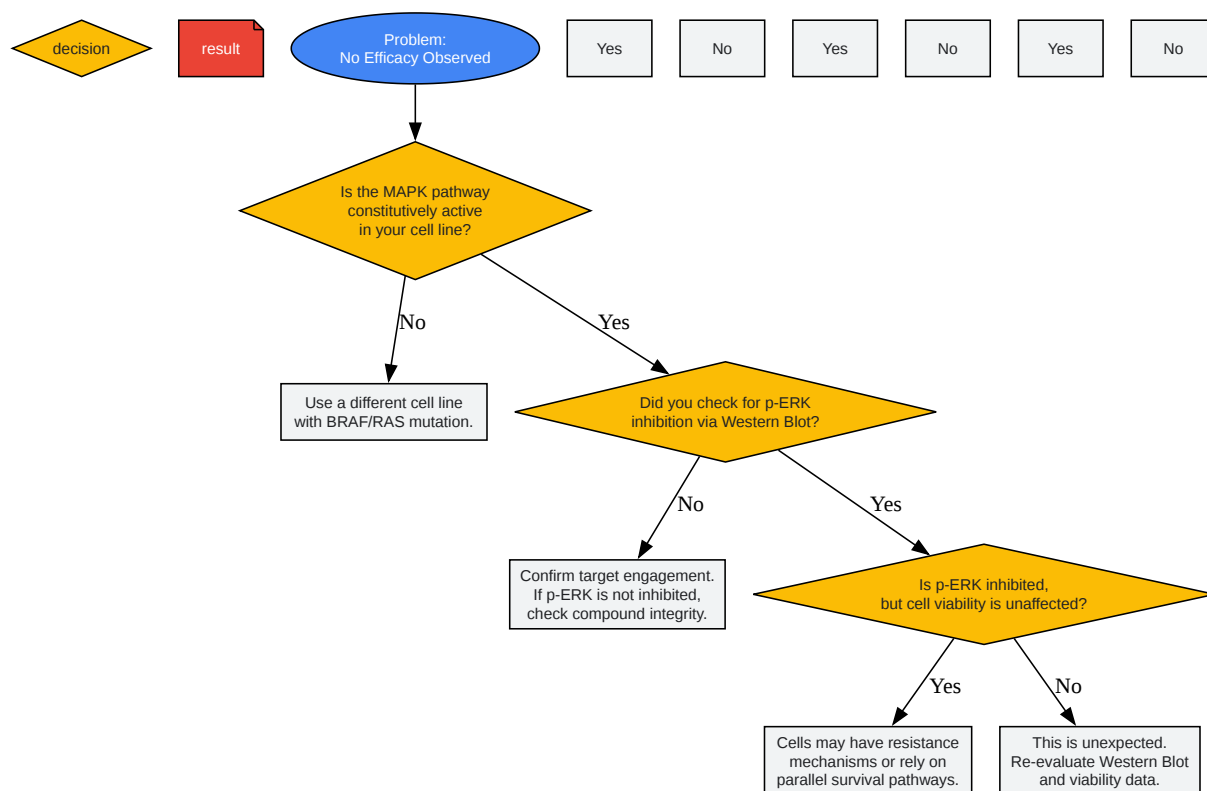 decision
result
Problem:
No Efficacy Observed
Yes
No
Yes
No
Yes
No
Is the MAPK pathway
constitutively active
in your cell line?
No
Yes
Use a different cell line
with BRAF/RAS mutation.
Did you check for p-ERK
inhibition via Western Blot?
No
Yes
Confirm target engagement.
If p-ERK is not inhibited,
check compound integrity.
Is p-ERK inhibited,
but cell viability is unaffected?
Yes
No
Cells may have resistance
mechanisms or rely on
parallel survival pathways.
This is unexpected.
Re-evaluate Western Blot
and viability data.